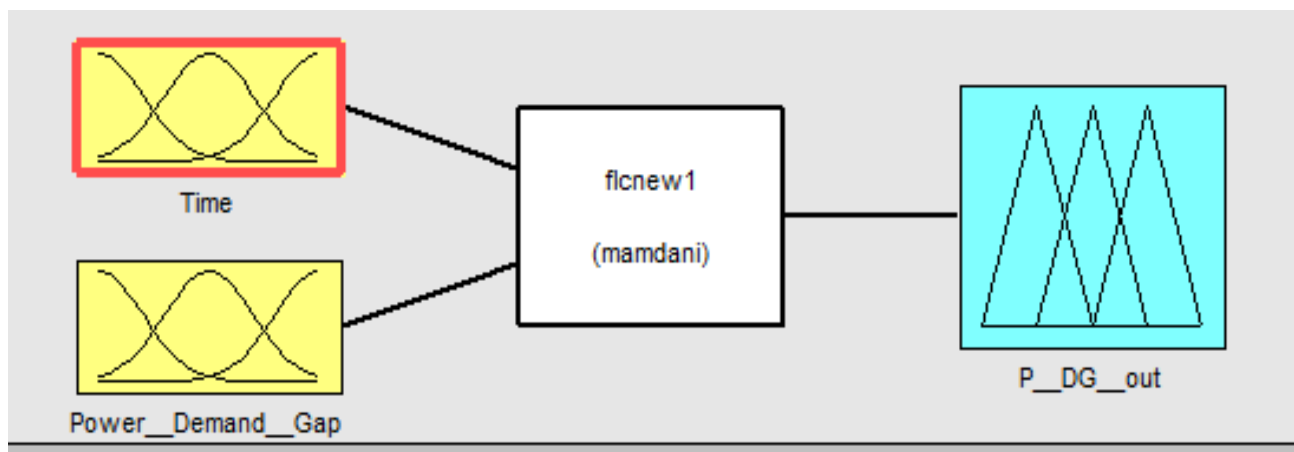 Time
flcnew1
(mamdani)
Power__Demand__Gap
P__DG__out